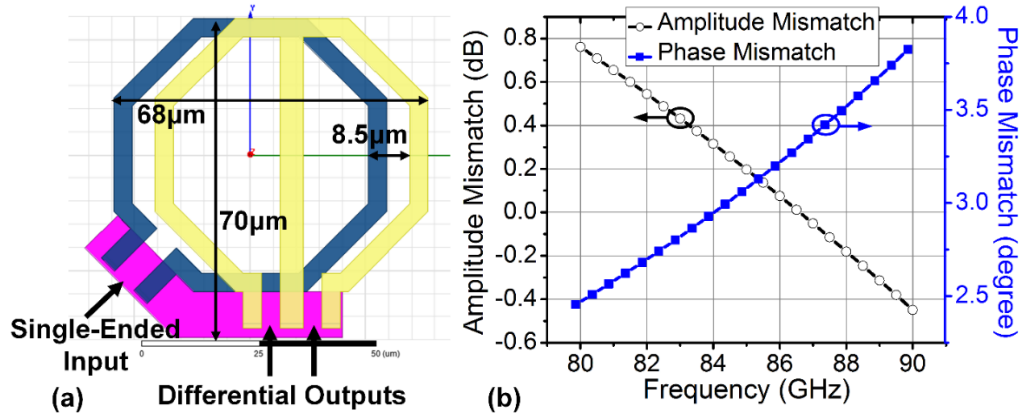 Y
Z
68μm
8.5μm
70μm
Single-Ended
Input
0
25
50 (um)
Differential Outputs
(a)
Amplitude Mismatch
Phase Mismatch
Amplitude Mismatch (dB)
0.8
0.6
0.4
0.2
0.0
-0.2
-0.4
-0.6
80
82
84
86
88
90
Frequency (GHz)
4.0
3.5
3.0
2.5
Phase Mismatch (degree)
(b)